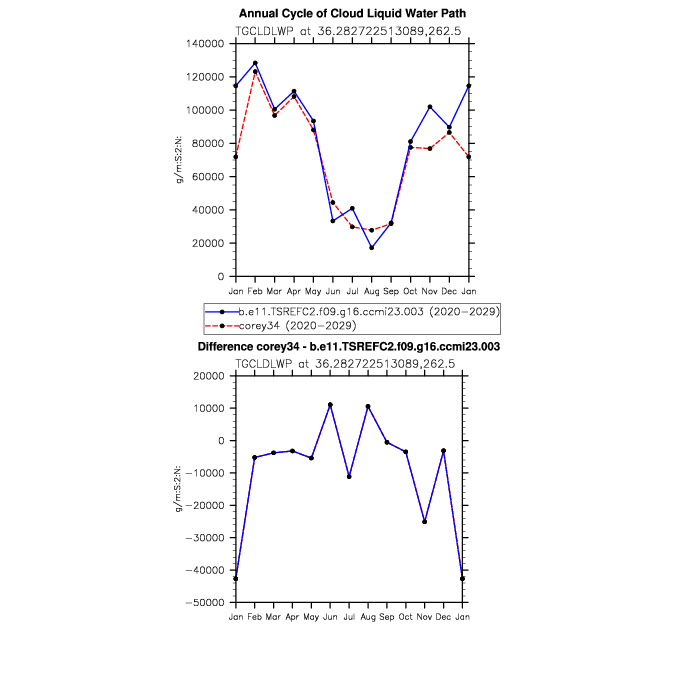 Annual Cycle of Cloud Liquid Water Path
TGCLDLWP at 36.282722513089,262.5
140000
120000
100000
80000
60000
40000
20000
0
g/m:S:2:N:
Jan Feb Mar Apr May Jun Jul Aug Sep Oct Nov Dec Jan
b.e11.TSREFC2.f09.g16.ccmi23.003 (2020-2029)
corey34 (2020-2029)
Difference corey34 - b.e11.TSREFC2.f09.g16.ccmi23.003
TGCLDLWP at 36.282722513089,262.5
20000
10000
0
-10000
-20000
-30000
-40000
-50000
g/m:S:2:N:
Jan Feb Mar Apr May Jun Jul Aug Sep Oct Nov Dec Jan